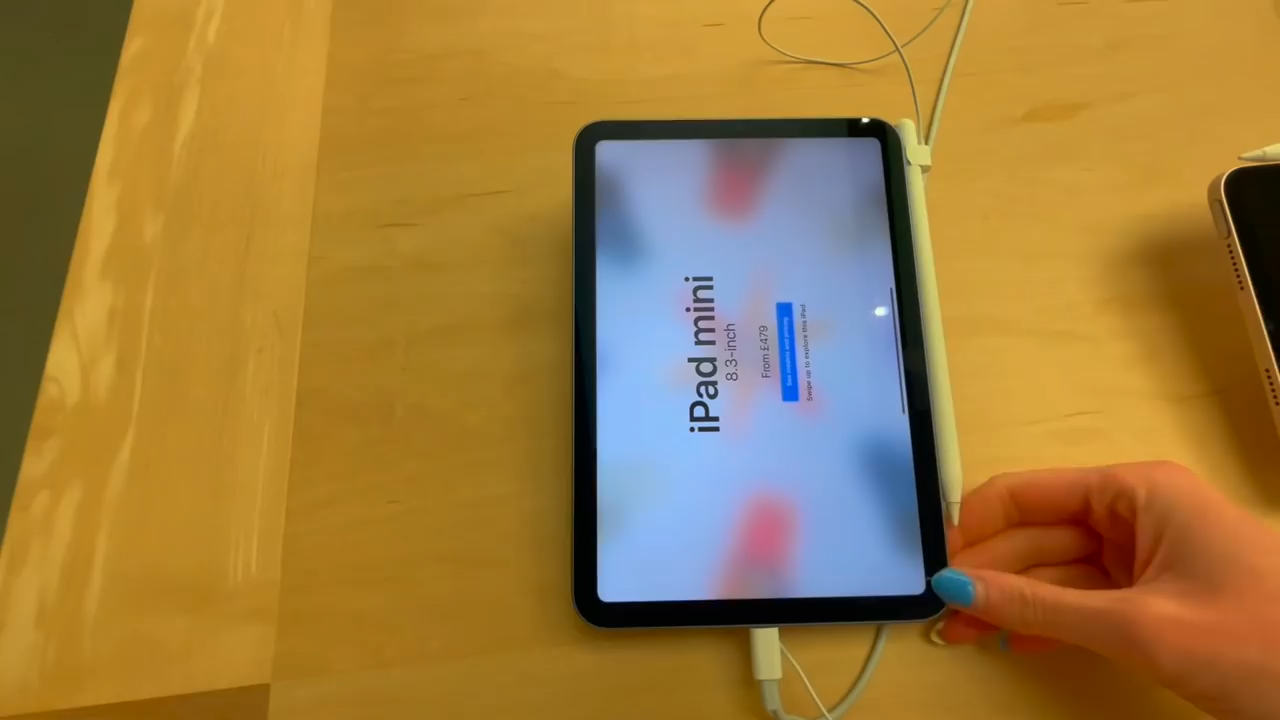 iPad mini
8.3-inch
From £479
See models and pricing
Swipe up to explore this iPad